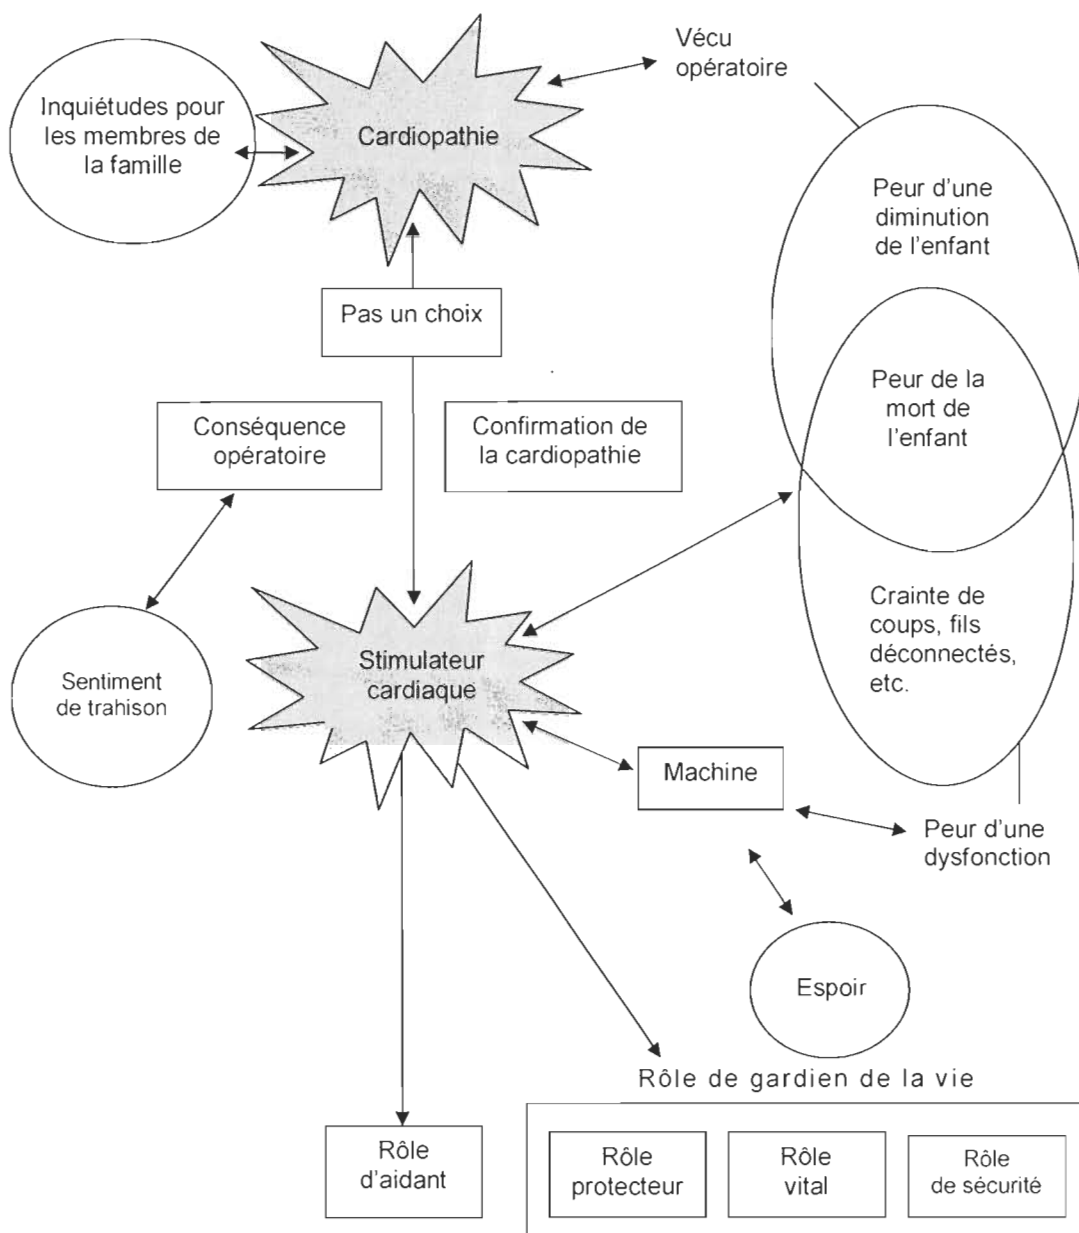 Vécu
opératoire
Inquiétudes pour
les membres de
la famille
Cardiopathie
Peur d'une
diminution
de l'enfant
Pas un choix
Peur de la
mort de
l'enfant
Conséquence
opératoire
Confirmation de
la cardiopathie
Crainte de
coups, fils
déconnectés,
etc.
Sentiment
de trahison
Stimulateur
cardiaque
Machine
Peur d'une
dysfonction
Espoir
Rôle de gardien de la vie
Rôle
d'aidant
Rôle
protecteur
Rôle
vital
Rôle
de sécurité